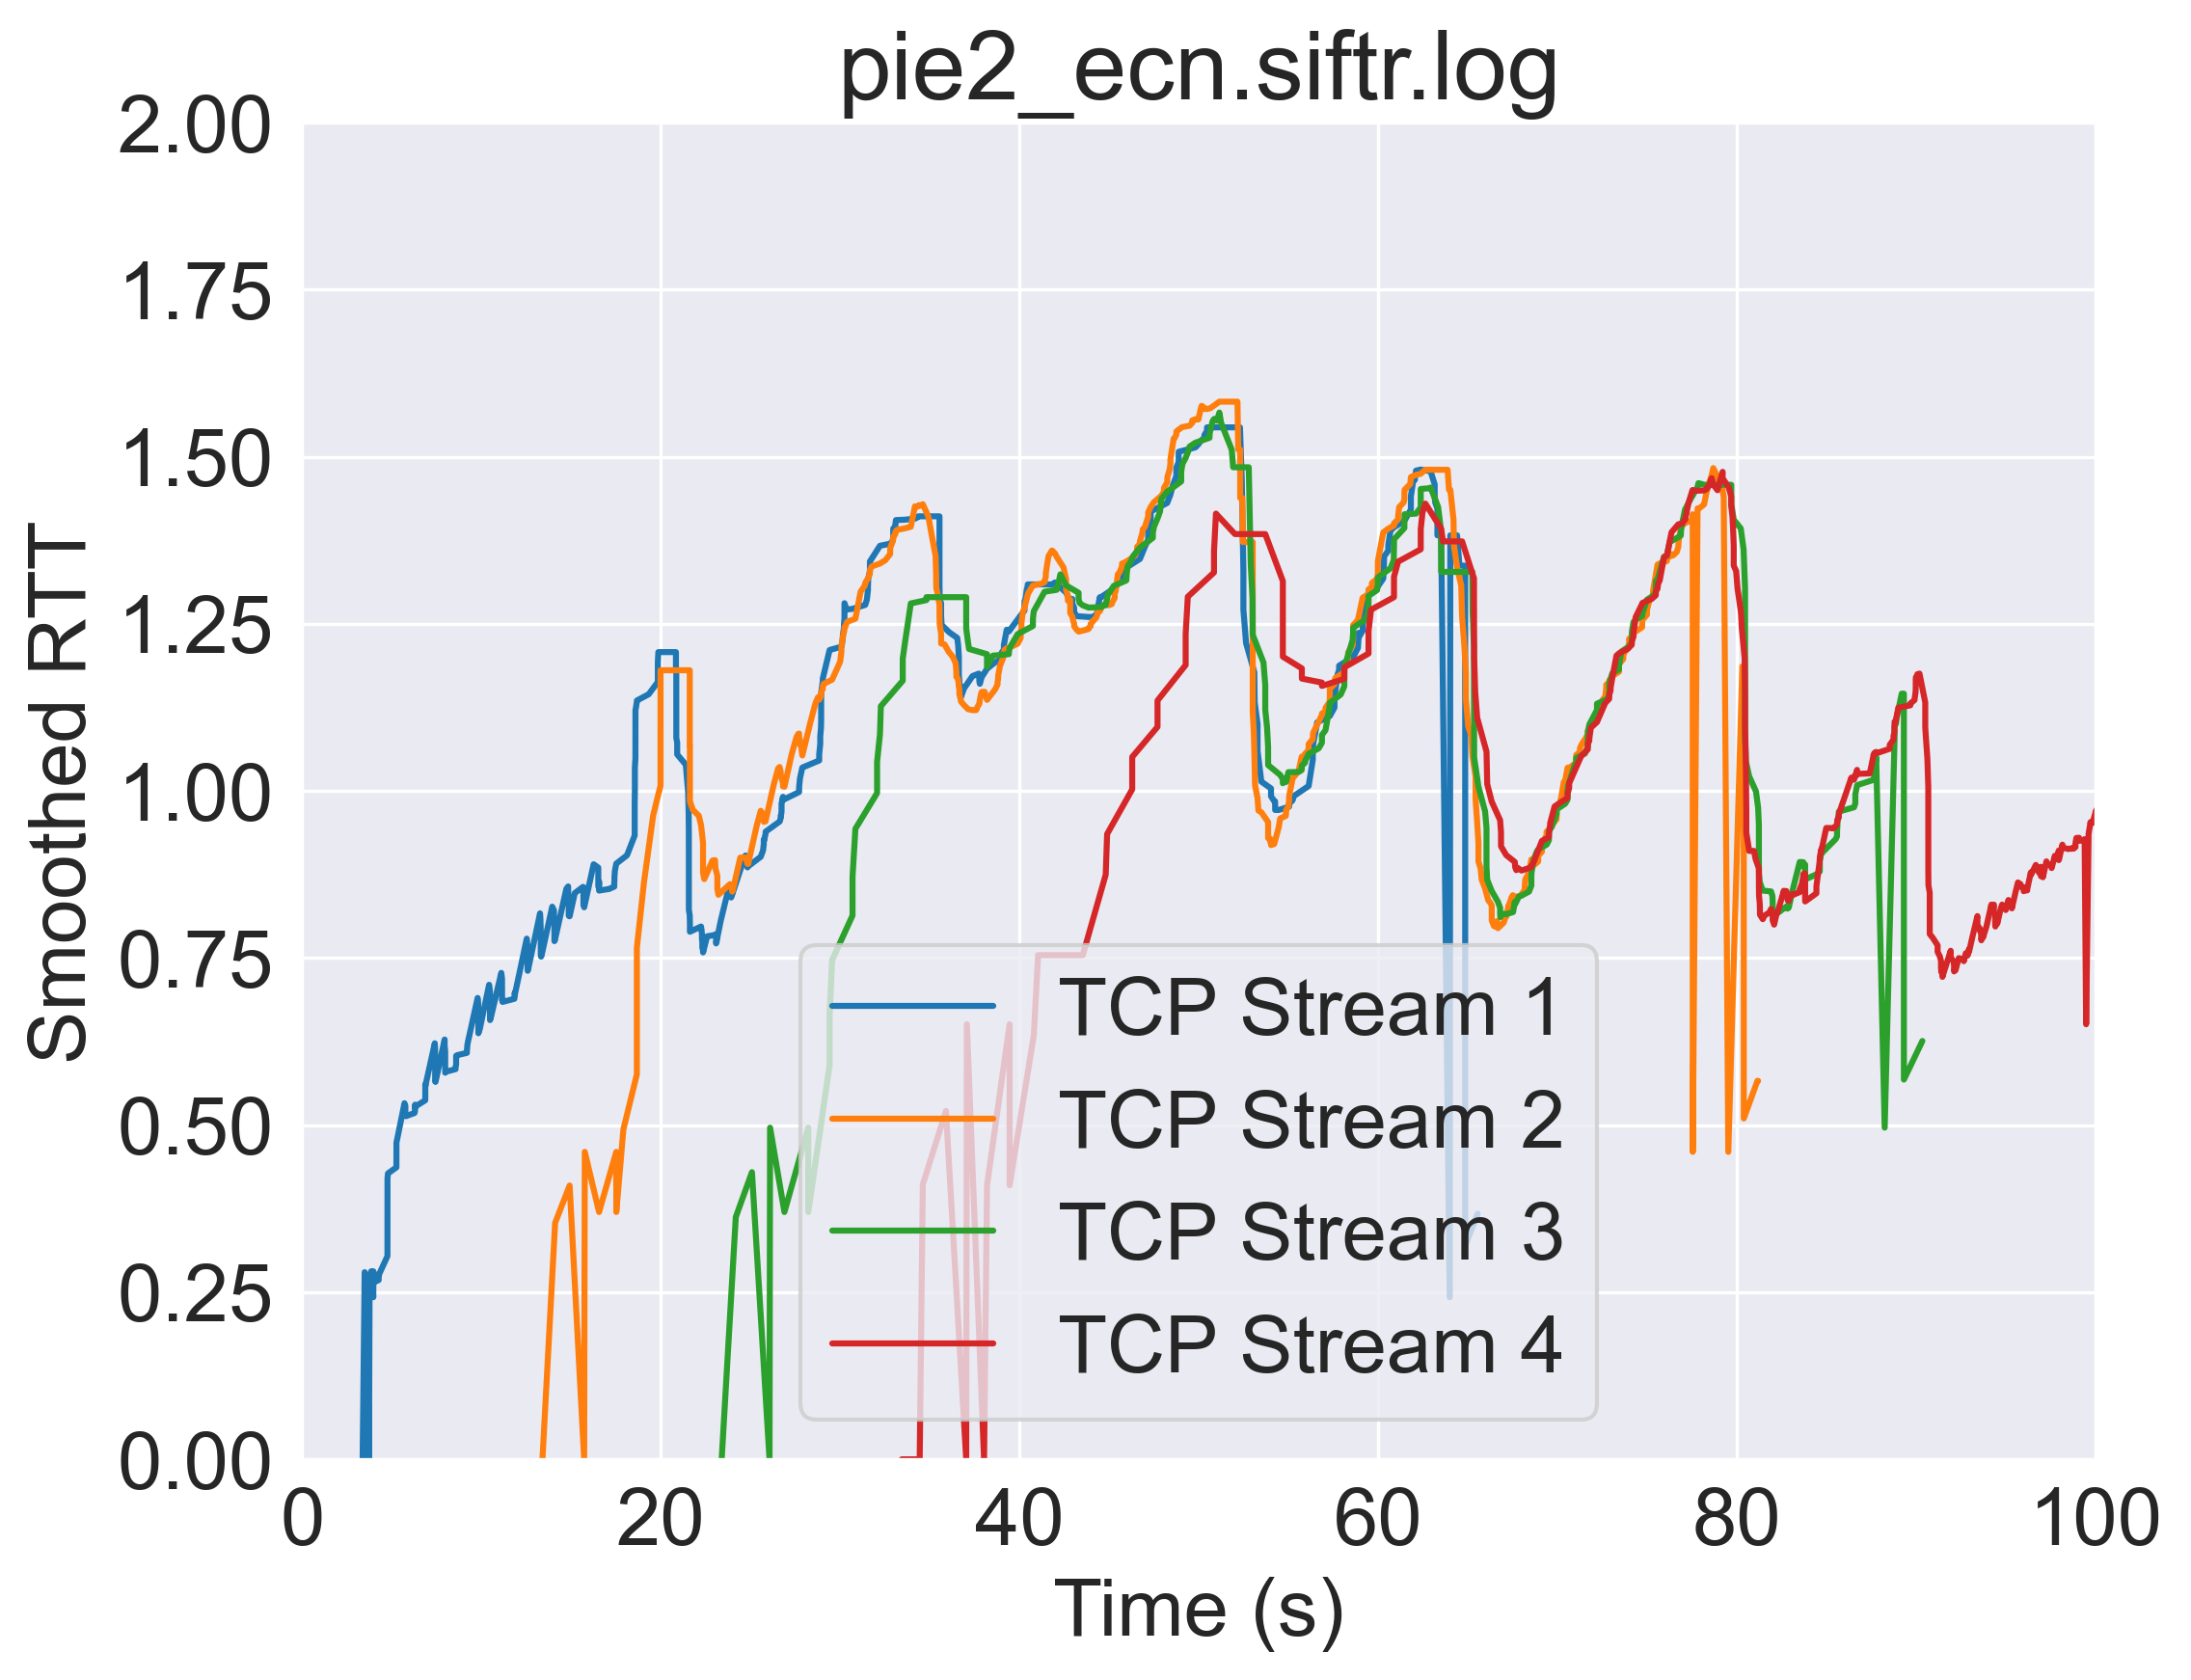 pie2_ecn.siftr.log
2.00
1.75
1.50
1.25
1.00
0.75
0.50
0.25
0.00
Smoothed RTT
TCP Stream 1
TCP Stream 2
TCP Stream 3
TCP Stream 4
0 20 40 60 80 100
Time (s)